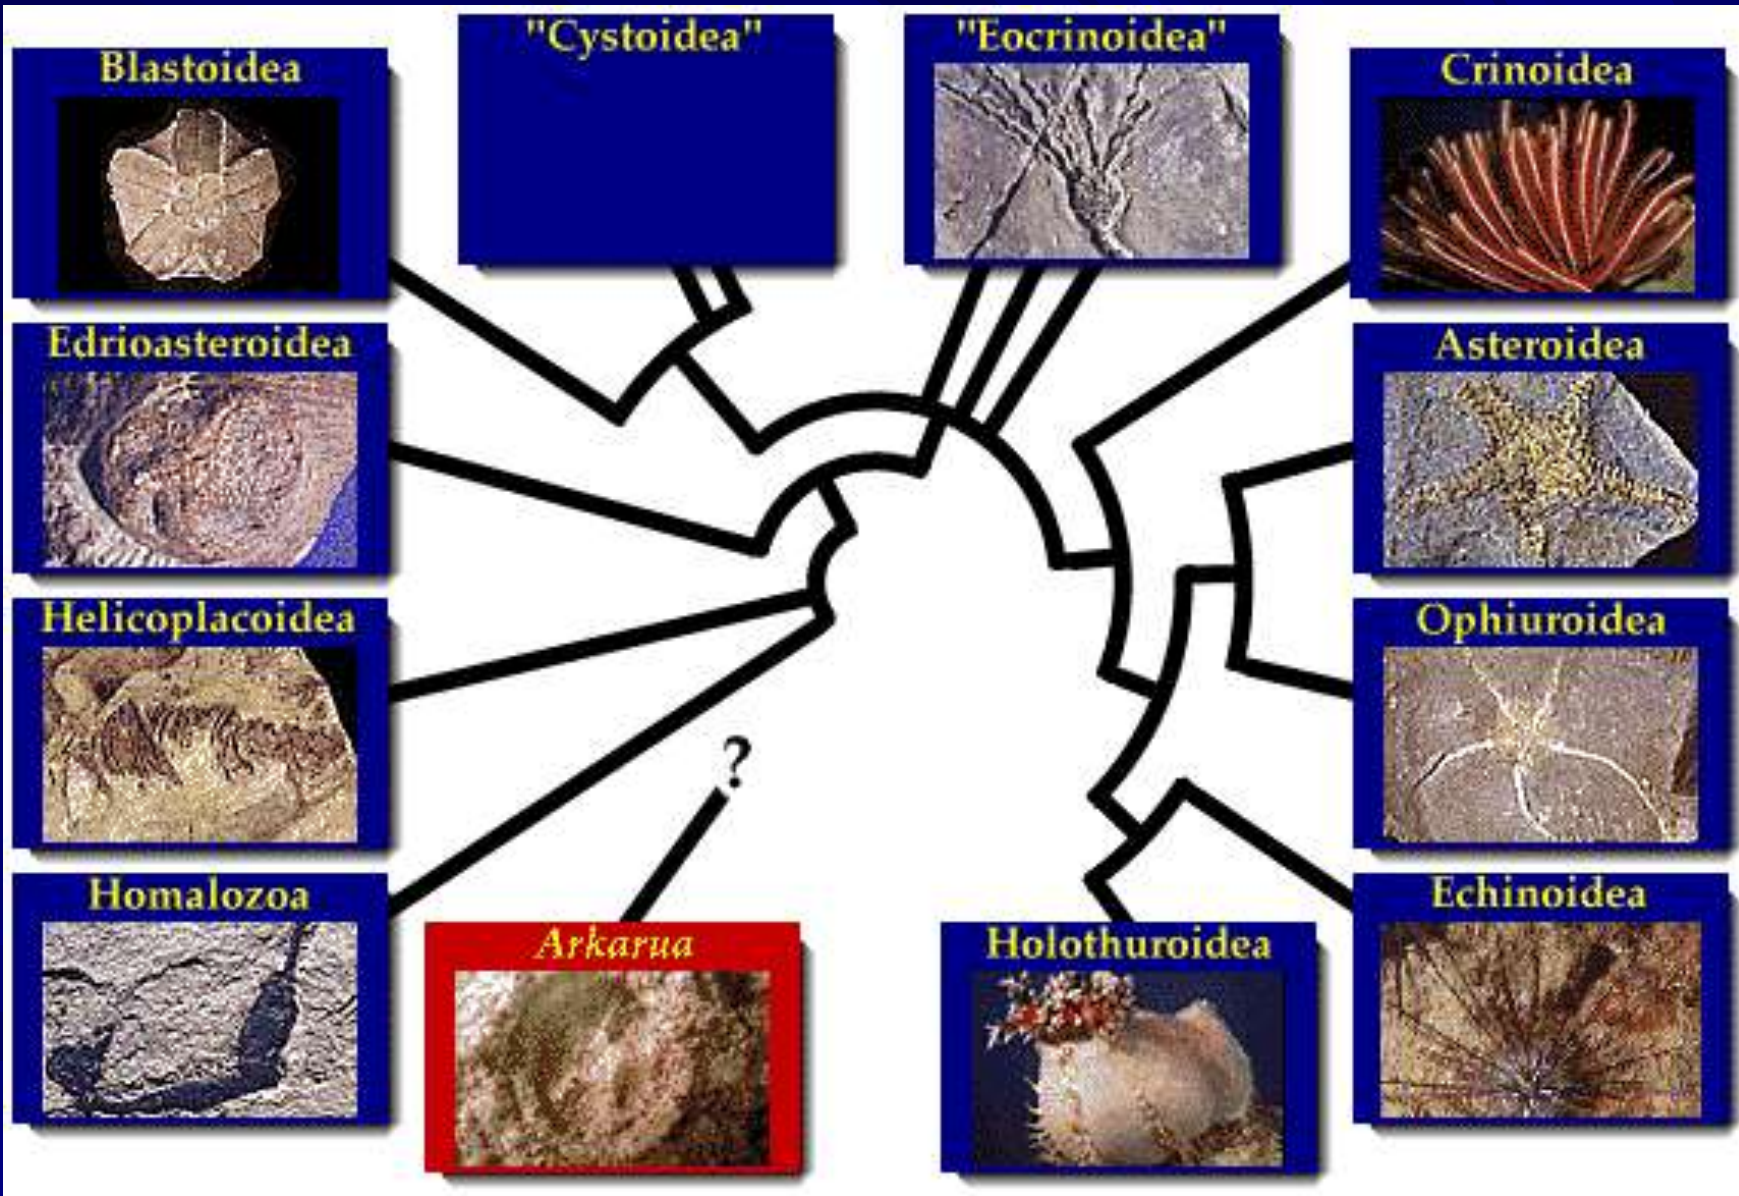 "Cystoidea"
"Eocrinoidea"
Blastoidea
Crinoidea
Edrioasteroidea
Asteroidea
Helicoplacoidea
Ophiuroidea
?
Homalozoa
Echinoidea
Arkarua
Holothuroidea